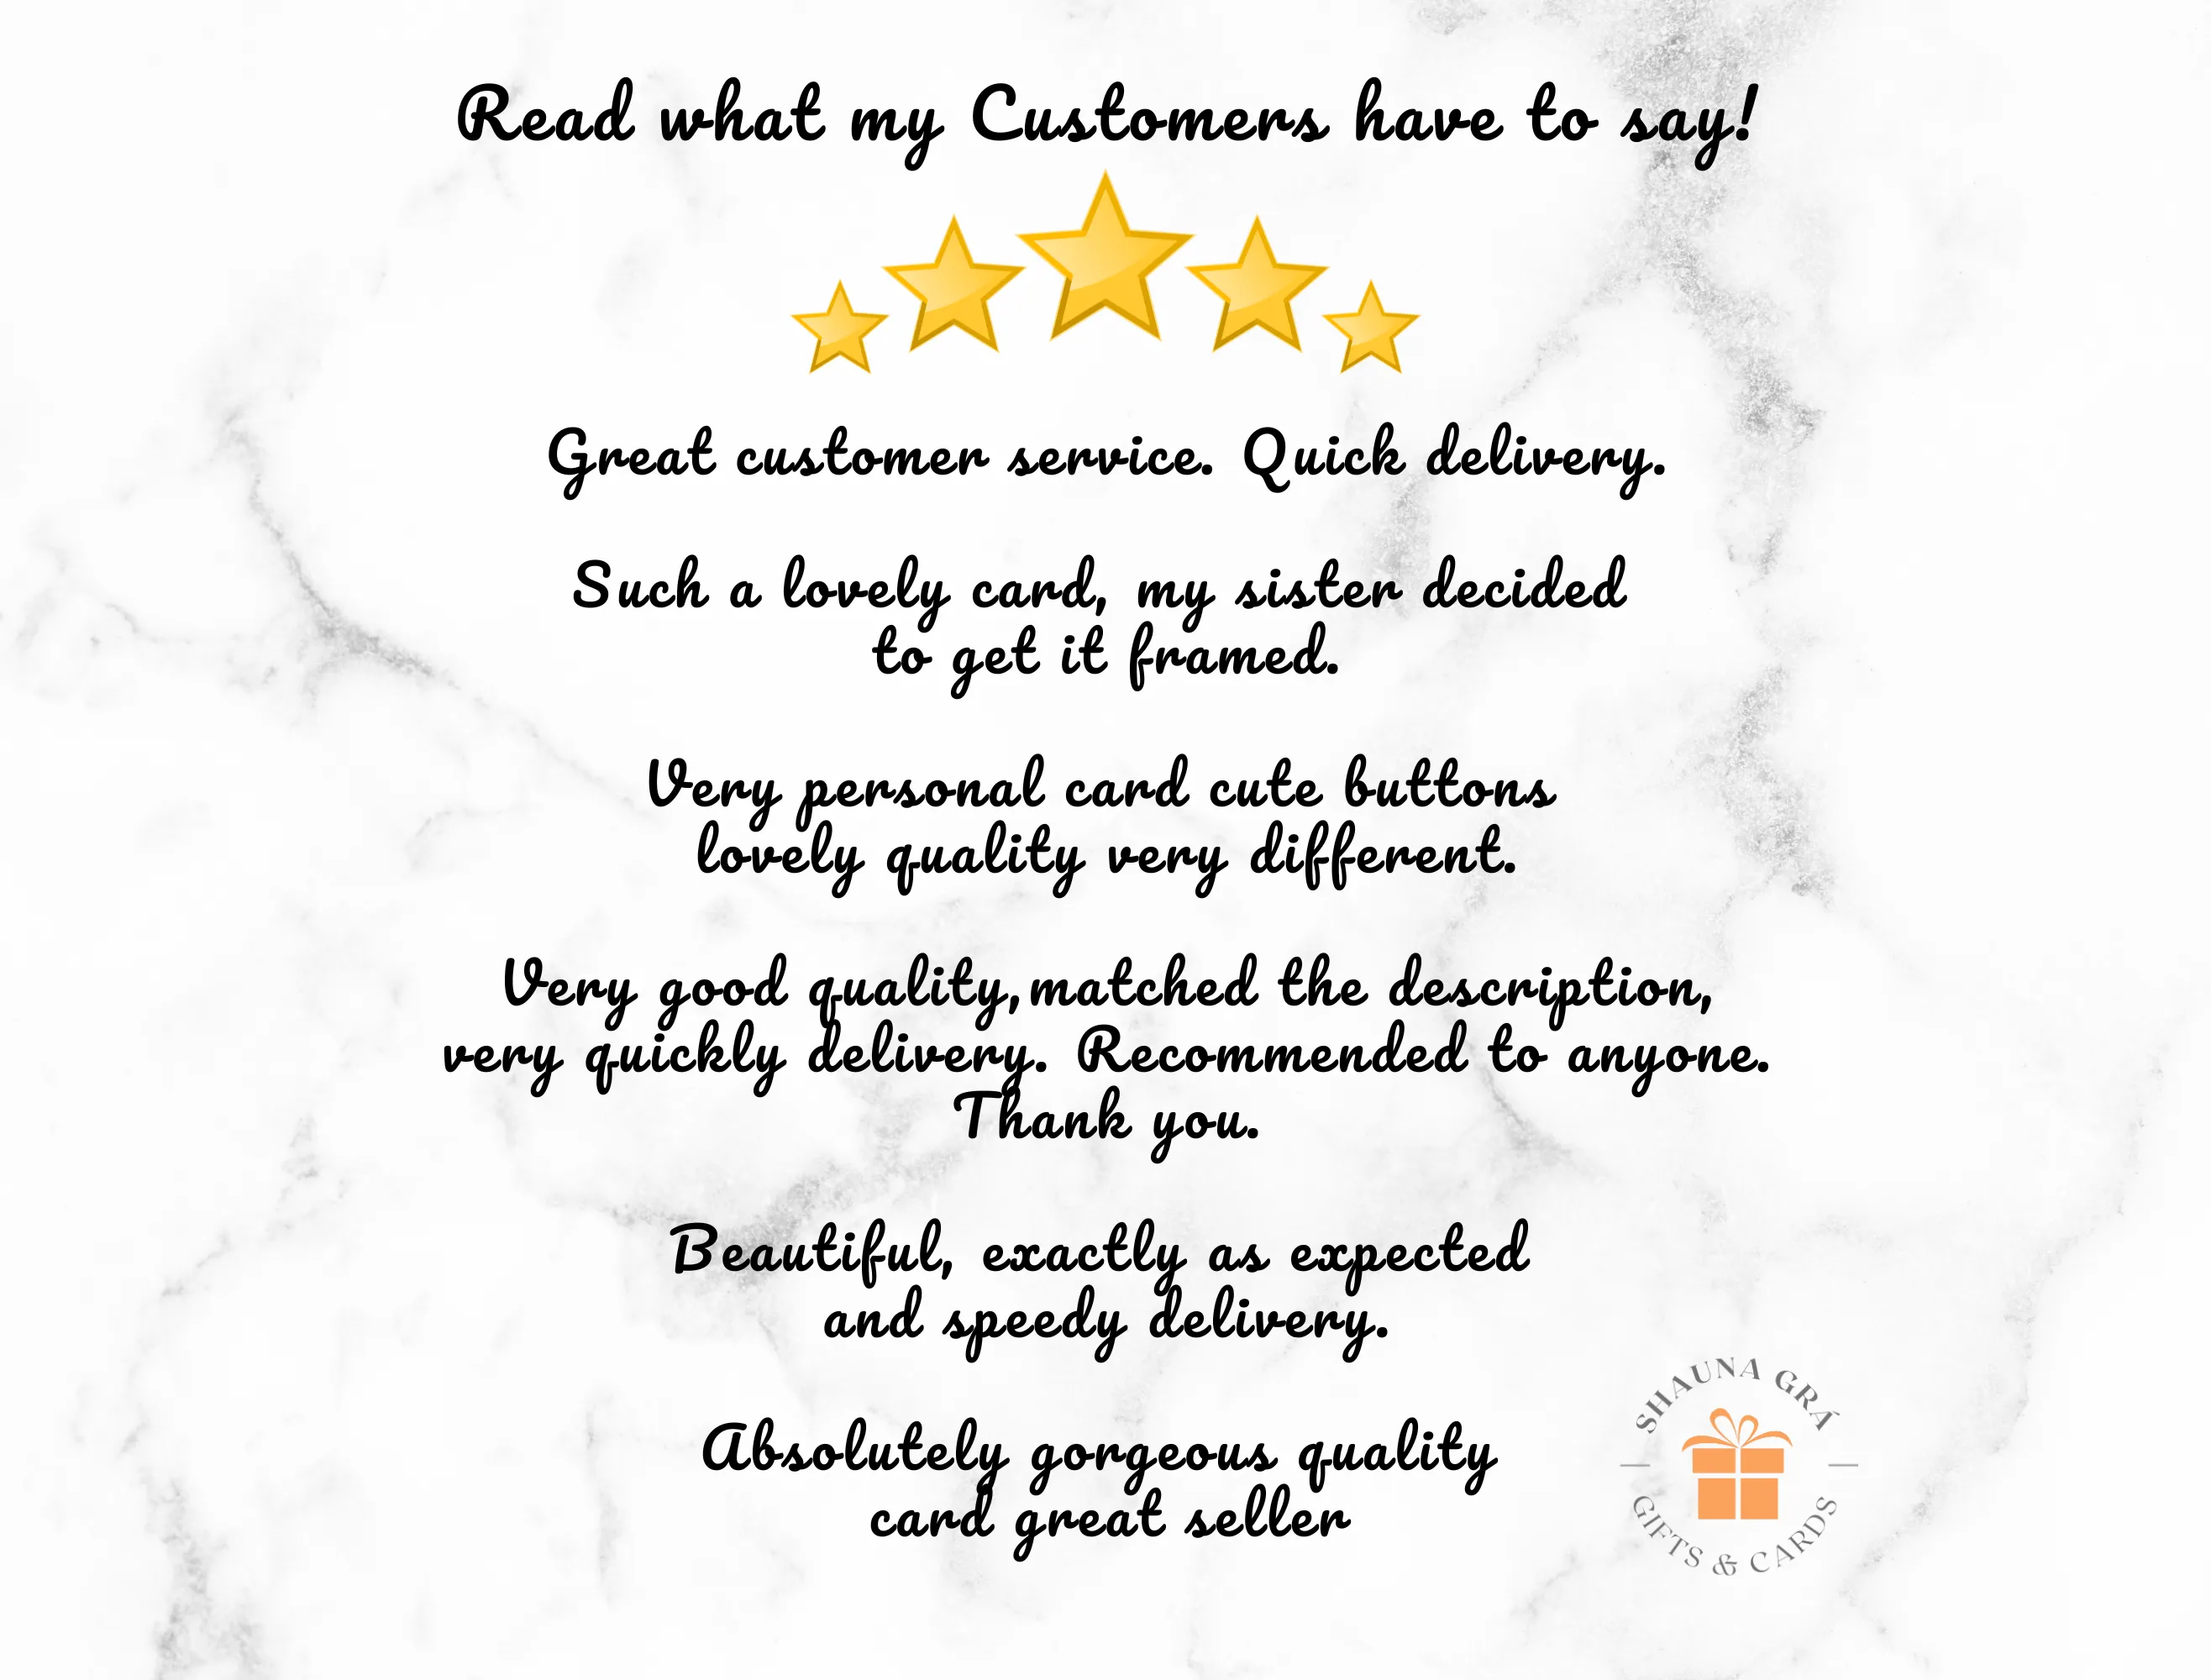 Read what my Customers have to say!
Great customer service. Quick delivery.
Such a lovely card, my sister decided
to get it framed.
Very personal card cute buttons
lovely quality very different.
Very good quality, matched the description,
very quickly delivery. Recommended to anyone.
Thank you.
Beautiful, exactly as expected
and speedy delivery.
Absolutely gorgeous quality
card great seller
SHAUNA GRÁ
GIFTS & CARDS